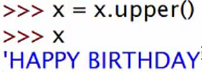 >>> x = x.upper()
>>> x
'HAPPY BIRTHDAY'